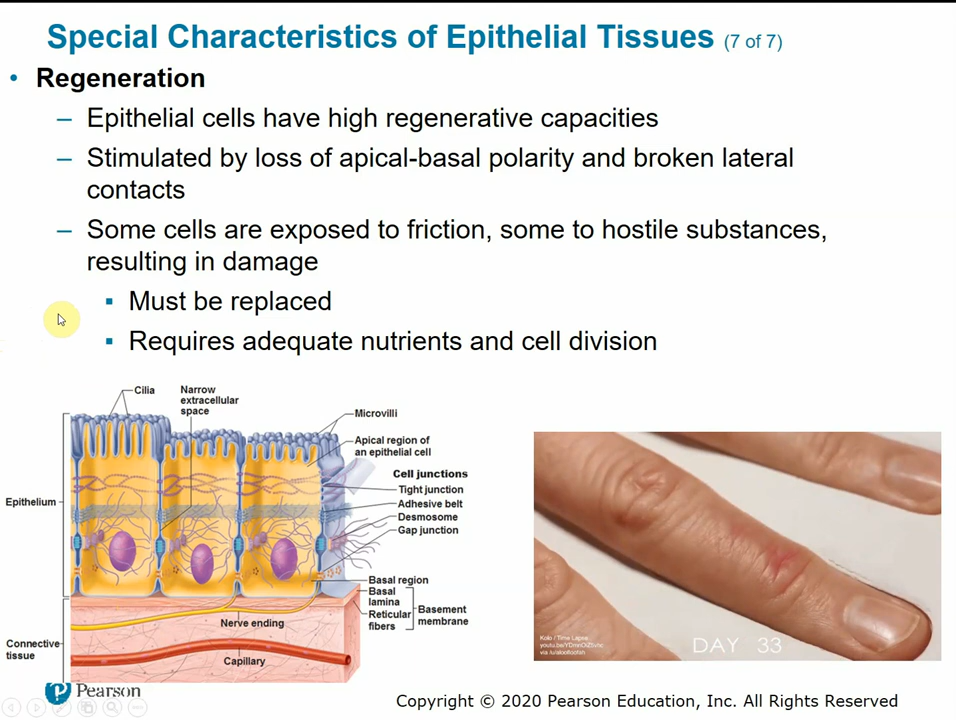 Special Characteristics of Epithelial Tissues (7 of 7)
• Regeneration
– Epithelial cells have high regenerative capacities
– Stimulated by loss of apical-basal polarity and broken lateral
contacts
– Some cells are exposed to friction, some to hostile substances,
resulting in damage
▪ Must be replaced
▪ Requires adequate nutrients and cell division
Cilia
Narrow
extracellular
space
Microvilli
Apical region of
an epithelial cell
Cell junctions
Tight junction
Adhesive belt
Desmosome
Gap junction
Epithelium
Basal region
Basal
lamina
Reticular
fibers
Basement
membrane
Nerve ending
Connective
tissue
Capillary
Kolo / Time Lapse
DAY 33
Pearson
Copyright © 2020 Pearson Education, Inc. All Rights Reserved